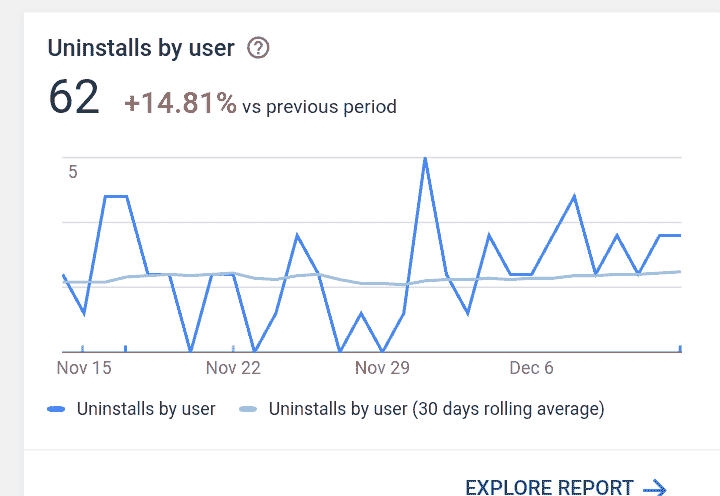 Uninstalls by user ?
62 +14.81% vs previous period
5
Nov 15 Nov 22 Nov 29 Dec 6
Uninstalls by user Uninstalls by user (30 days rolling average)
EXPLORE REPORT